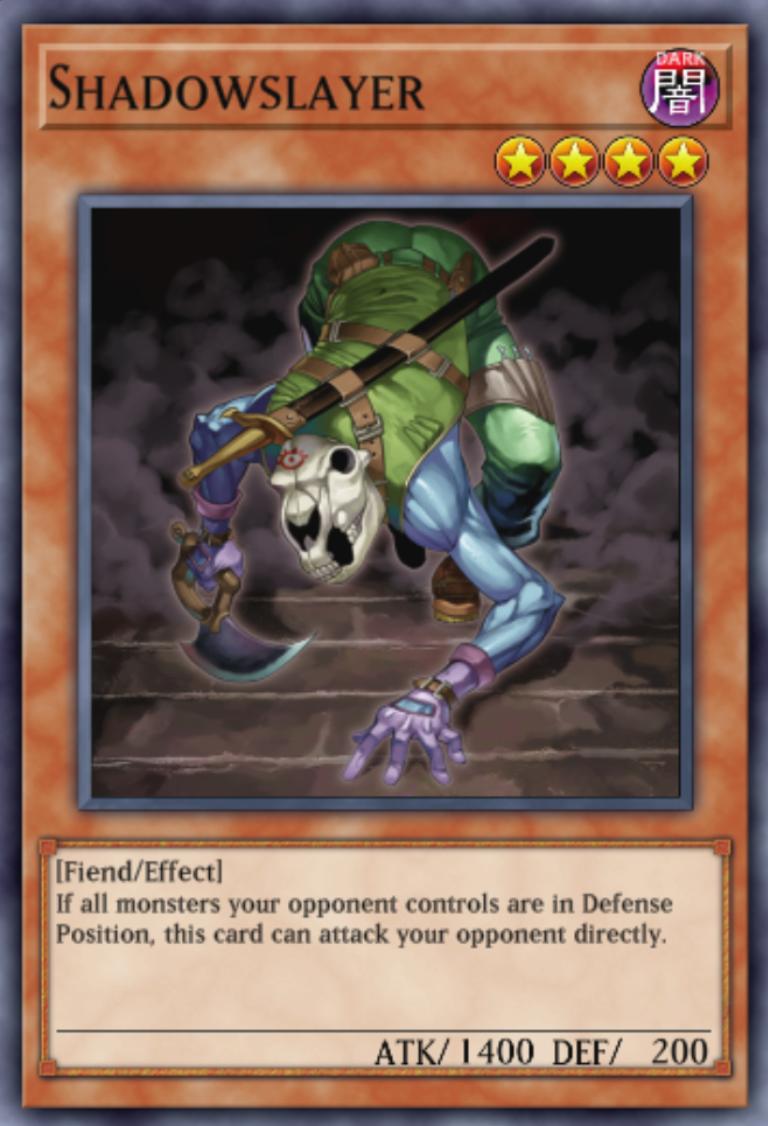 SHADOWSLAYER
DARK
闇
[Fiend/Effect]
If all monsters your opponent controls are in Defense
Position, this card can attack your opponent directly.
ATK/ 1400 DEF/ 200